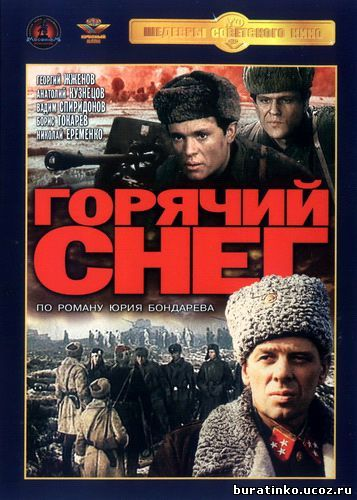 ШЕДЕВРЫ СОВЕТСКОГО КИНО
ГЕОРГИЙ ЖЖЕНОВ
АНАТОЛИЙ КУЗНЕЦОВ
ВАДИМ СПИРИДОНОВ
БОРИС ТОКАРЕВ
НИКОЛАЙ ЕРЕМЕНКО
ГОРЯЧИЙ
СНЕГ
ПО РОМАНУ ЮРИЯ БОНДАРЕВА
buratinko.ucoz.ru